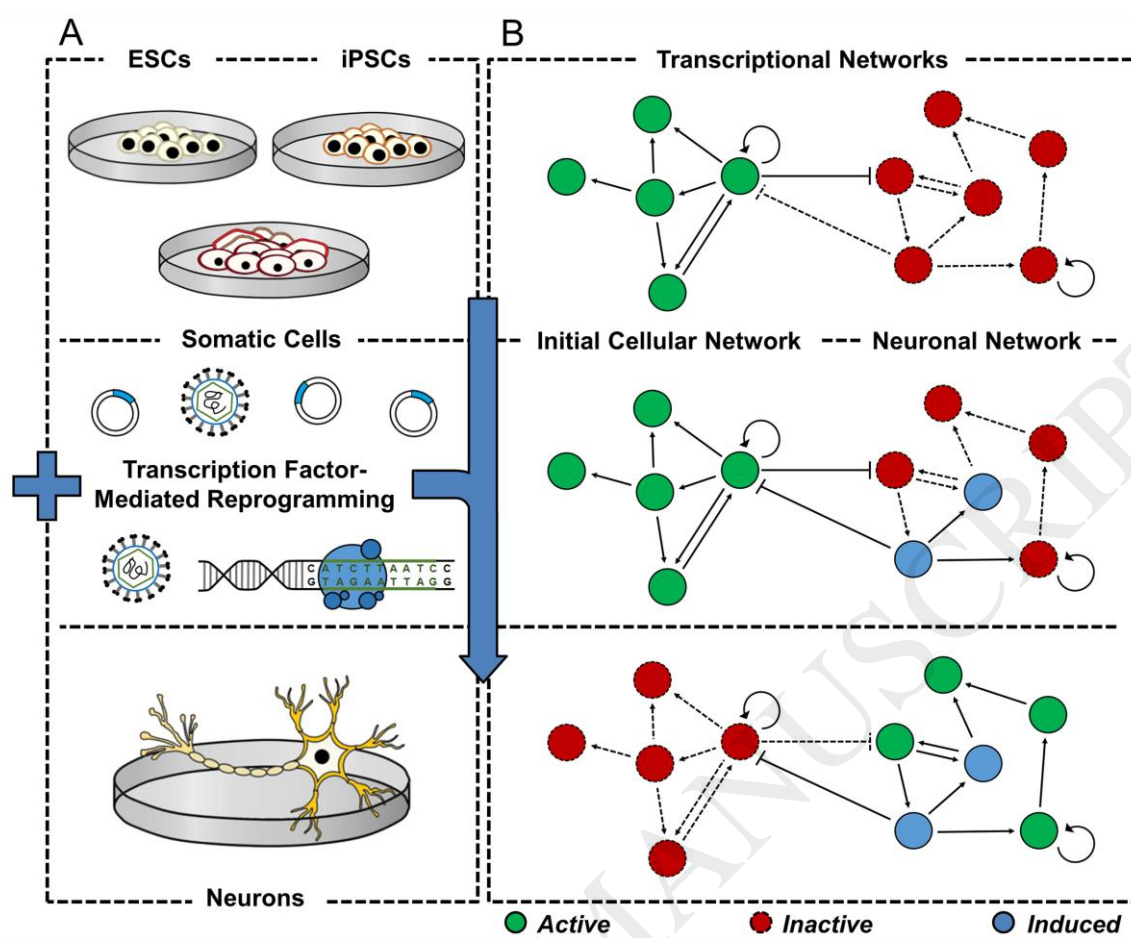 A
B
ESCs
iPSCs
Transcriptional Networks
Somatic Cells
Initial Cellular Network
Neuronal Network
Transcription Factor-
Mediated Reprogramming
CATCTTAATCC
GTAGAATTAGG
Neurons
Active
Inactive
Induced
MANUSCRIPT